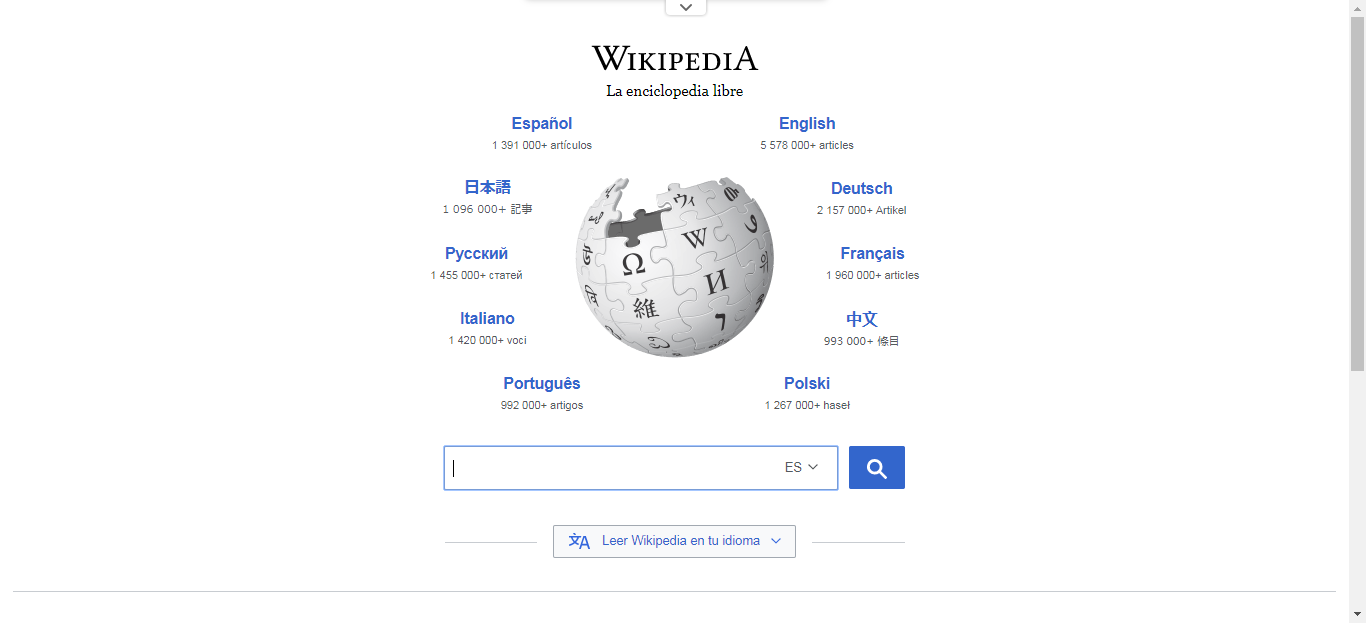 WIKIPEDIA
La enciclopedia libre
Español
1 391 000+ artículos
English
5 578 000+ articles
日本語
1 096 000+ 記事
Deutsch
2 157 000+ Artikel
Русский
1 455 000+ статей
Français
1 960 000+ articles
Italiano
1 420 000+ voci
中文
993 000+ 條目
Português
992 000+ artigos
Polski
1 267 000+ haseł
Ω
W
И
維
ウィ
ES
Leer Wikipedia en tu idioma